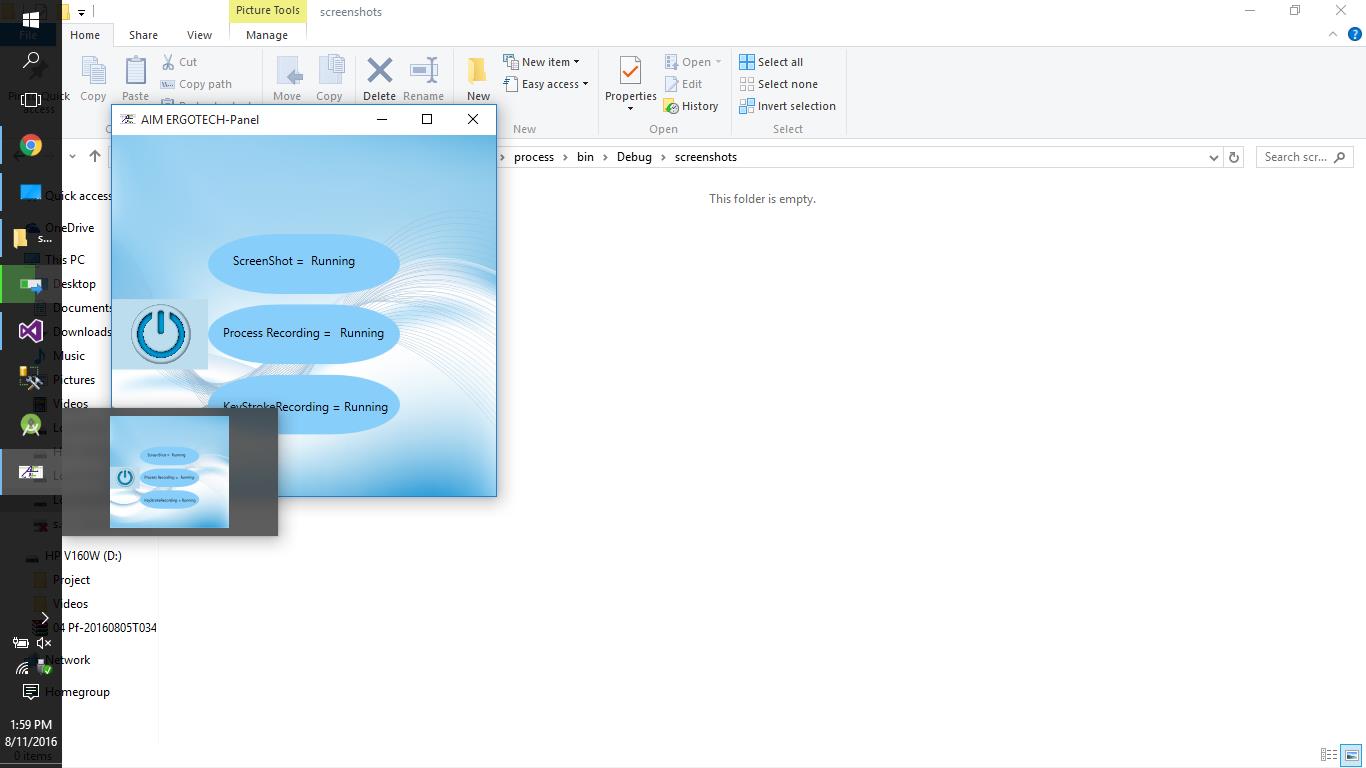 Picture Tools
screenshots
File
Home
Share
View
Manage
Copy
Paste
Cut
Copy path
Move
Copy
Delete
Rename
New
New item
Easy access
Properties
Open
Edit
History
Select all
Select none
Invert selection
New
Open
Select
AIM ERGOTECH-Panel
process
bin
Debug
screenshots
Search scr...
This folder is empty.
Quick access
OneDrive
s...
This PC
Desktop
Documents
Downloads
Music
Pictures
Videos
ScreenShot = Running
Process Recording = Running
KeyStrokeRecording = Running
ScreenShot = Running
Process Recording = Running
KeyStrokeRecording = Running
HP V160W (D:)
Project
Videos
04 Pf-20160805T034
Network
Homegroup
1:59 PM
8/11/2016
0 items